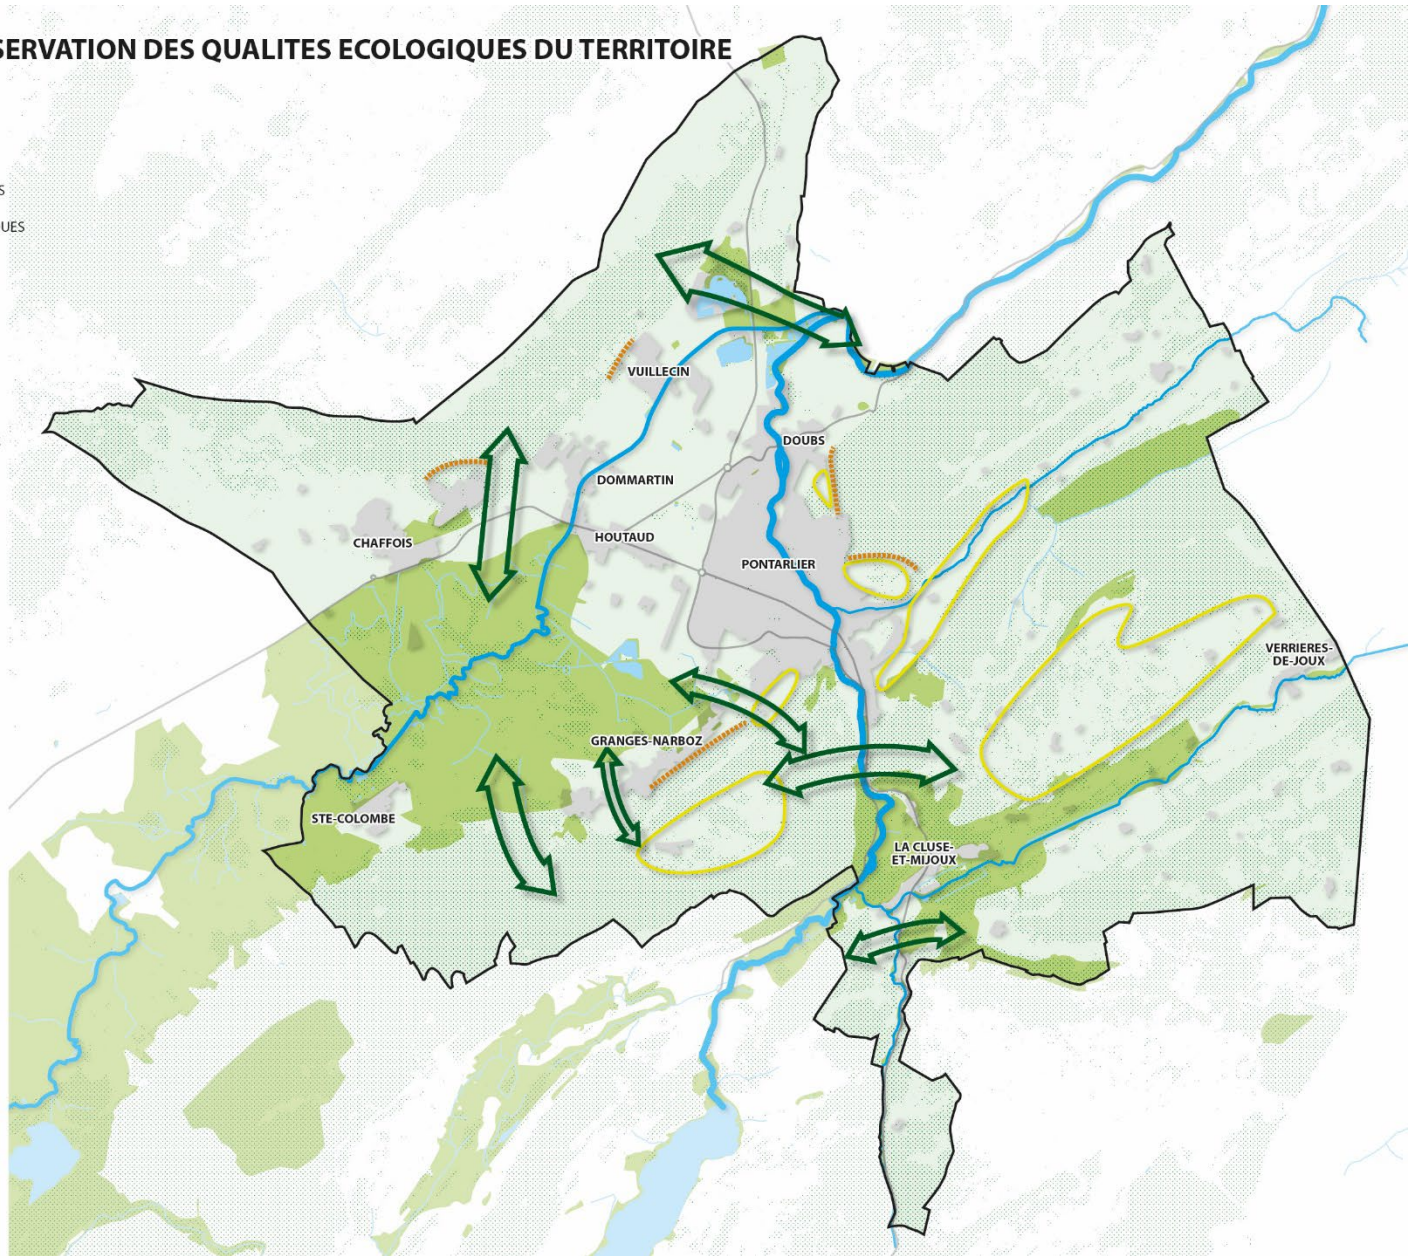 SERVATION DES QUALITES ECOLOGIQUES DU TERRITOIRE
S
UES
VUILLECIN
DOUBS
DOMMARTIN
CHAFFOIS
HOUTAUD
PONTARLIER
VERRIERES-
DE-JOUX
GRANGES-NARBOZ
STE-COLOMBE
LA CLUSE-
ET-MIJOUX